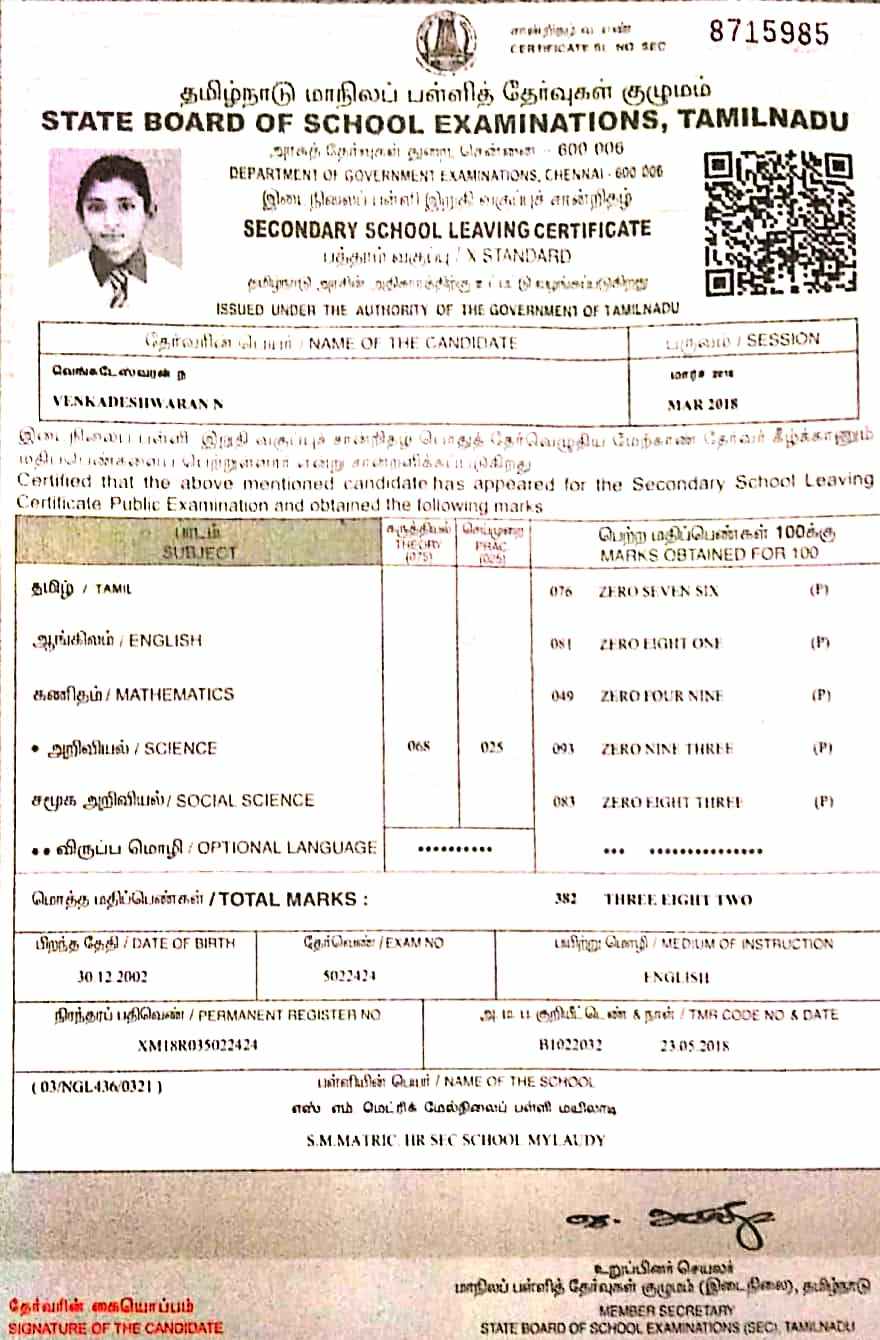 சான்றிதழ் வ. எண்
CERTIFICATE SL. NO SEC 8715985
தமிழ்நாடு மாநிலப் பள்ளித் தேர்வுகள் குழுமம்
STATE BOARD OF SCHOOL EXAMINATIONS, TAMILNADU
அரசுத் தேர்வுகள் துறை, சென்னை - 600 006
DEPARTMENT OF GOVERNMENT EXAMINATIONS, CHENNAI - 600 006
இடைநிலைப் பள்ளி இறுதி வகுப்புச் சான்றிதழ்
SECONDARY SCHOOL LEAVING CERTIFICATE
பத்தாம் வகுப்பு / X STANDARD
ISSUED UNDER THE AUTHORITY OF THE GOVERNMENT OF TAMILNADU
தேர்வரின் பெயர் / NAME OF THE CANDIDATE பருவம் / SESSION
வெங்கடேஸ்வரன் ந மார்ச் 2018
VENKADESHWARAN N MAR 2018
இடைநிலைப் பள்ளி இறுதி வகுப்புச் சான்றிதழ் பொதுத் தேர்வெழுதிய மேற்காண் தேர்வர் கீழ்க்காணும்
மதிப்பெண்களைப் பெற்றுள்ளார் என்று சான்றளிக்கப்படுகிறது
Certified that the above mentioned candidate has appeared for the Secondary School Leaving
Certificate Public Examination and obtained the following marks
பாடம் கருத்தியல் செய்முறை பெற்ற மதிப்பெண்கள் 100க்கு
SUBJECT THEORY (075) PRAC (025) MARKS OBTAINED FOR 100
தமிழ் / TAMIL 076 ZERO SEVEN SIX (P)
ஆங்கிலம் / ENGLISH 081 ZERO EIGHT ONE (P)
கணிதம் / MATHEMATICS 049 ZERO FOUR NINE (P)
• அறிவியல் / SCIENCE 068 025 093 ZERO NINE THREE (P)
சமூக அறிவியல் / SOCIAL SCIENCE 083 ZERO EIGHT THREE (P)
•• விருப்ப மொழி / OPTIONAL LANGUAGE ********** *** ***************
மொத்த மதிப்பெண்கள் / TOTAL MARKS : 382 THREE EIGHT TWO
பிறந்த தேதி / DATE OF BIRTH தேர்வெண் / EXAM NO பயிற்று மொழி / MEDIUM OF INSTRUCTION
30.12.2002 5022424 ENGLISH
நிரந்தரப் பதிவெண் / PERMANENT REGISTER NO அ.ம.ப. குறியீட்டெண் & நாள் / TMR CODE NO & DATE
XM18R035022424 B1022032 23.05.2018
( 03/NGL436/0321 ) பள்ளியின் பெயர் / NAME OF THE SCHOOL
எஸ் எம் மெட்ரிக் மேல்நிலைப் பள்ளி மயிலாடி
S.M.MATRIC. HR SEC SCHOOL MYLAUDY
உறுப்பினர் செயலர்
மாநிலப் பள்ளித் தேர்வுகள் குழுமம் (இடைநிலை), தமிழ்நாடு
தேர்வரின் கையொப்பம் MEMBER SECRETARY
SIGNATURE OF THE CANDIDATE STATE BOARD OF SCHOOL EXAMINATIONS (SEC), TAMILNADU